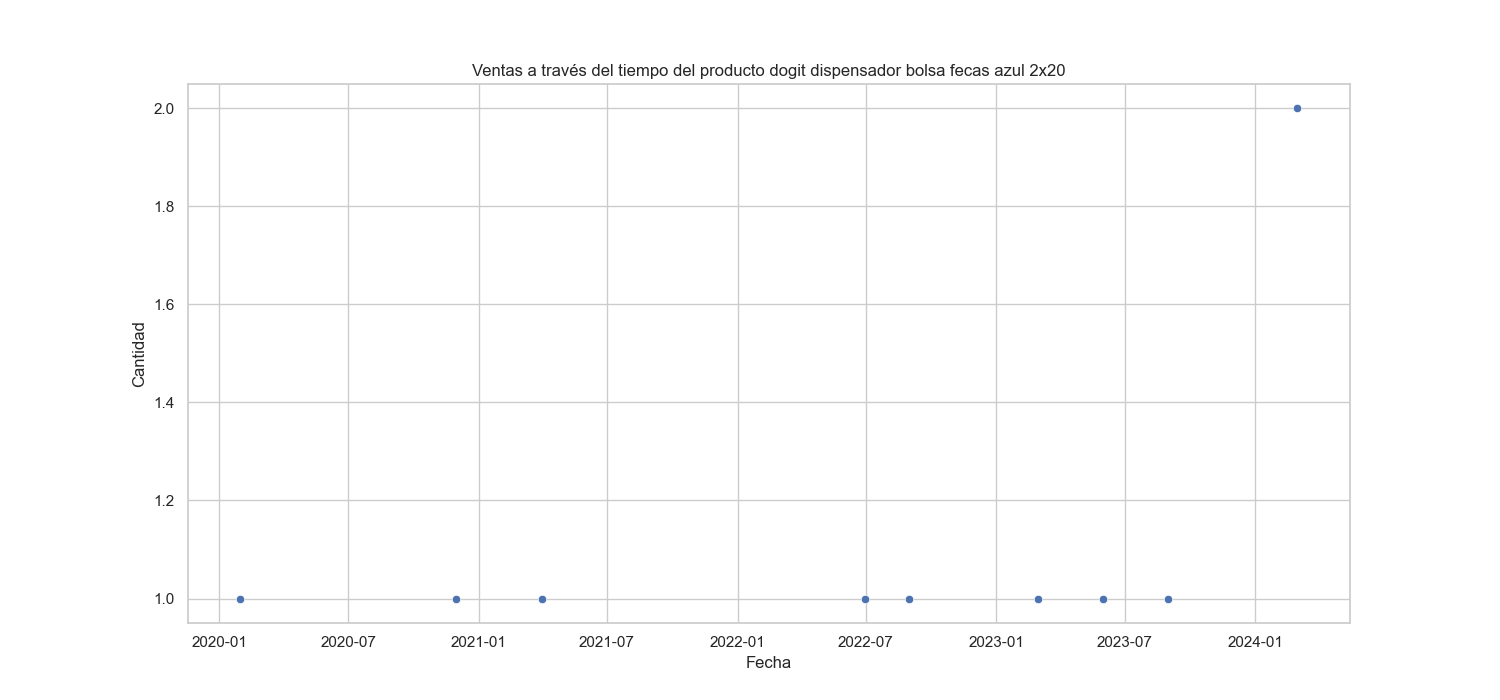 Ventas a través del tiempo del producto dogit dispensador bolsa fecas azul 2x20
2.0
1.8
1.6
1.4
1.2
1.0
Cantidad
2020-01 2020-07 2021-01 2021-07 2022-01 2022-07 2023-01 2023-07 2024-01
Fecha